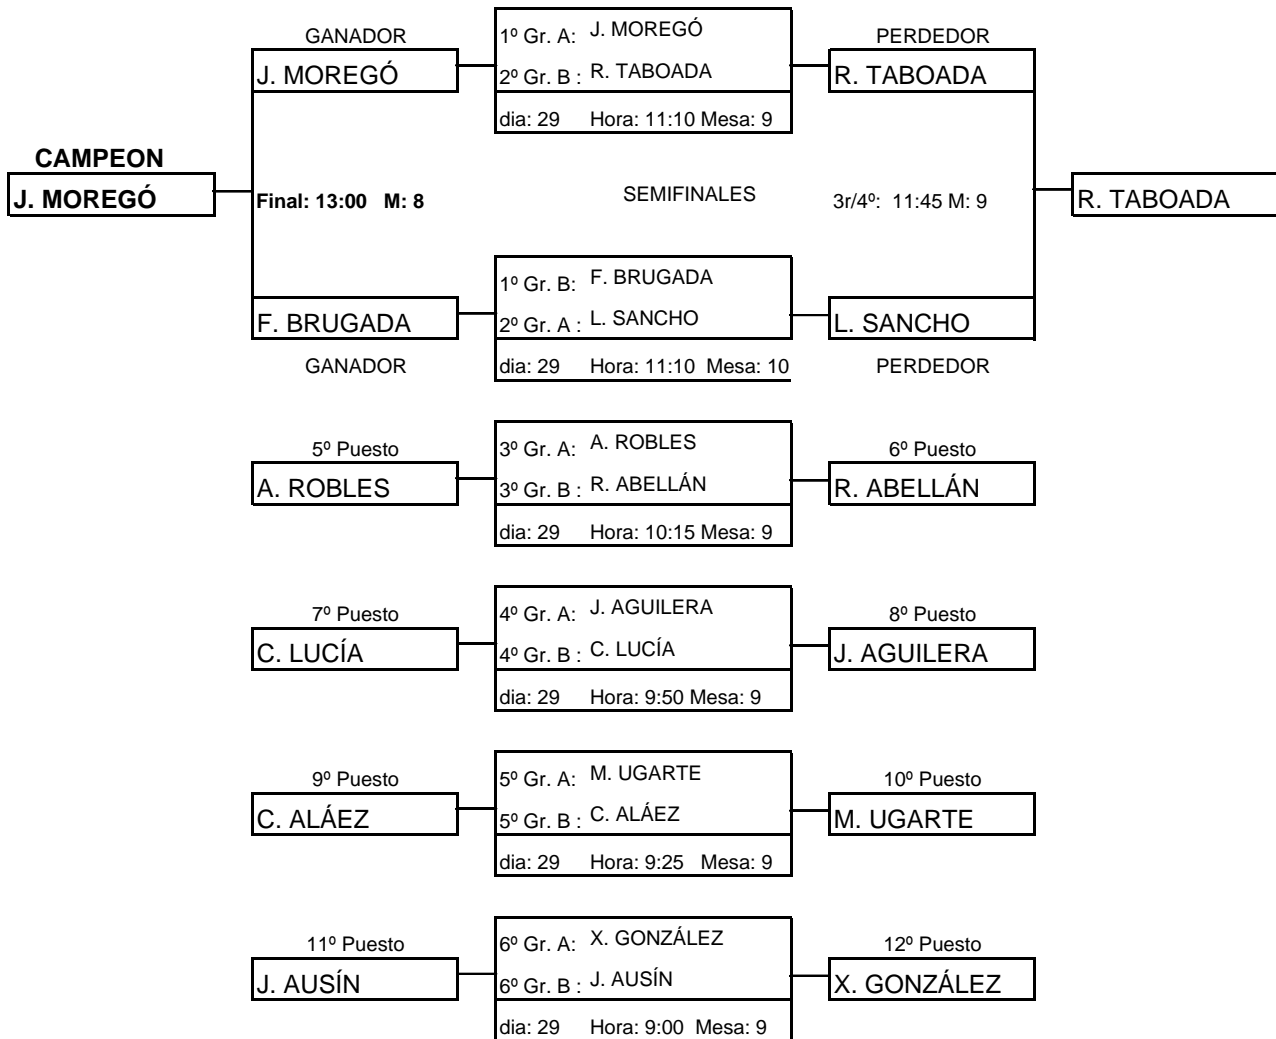 GANADOR 1º Gr. A: J. MOREGÓ PERDEDOR
J. MOREGÓ 2º Gr. B : R. TABOADA R. TABOADA
dia: 29 Hora: 11:10 Mesa: 9
CAMPEON
J. MOREGÓ Final: 13:00 M: 8 SEMIFINALES 3r/4º: 11:45 M: 9 R. TABOADA
1º Gr. B: F. BRUGADA
F. BRUGADA 2º Gr. A : L. SANCHO L. SANCHO
GANADOR dia: 29 Hora: 11:10 Mesa: 10 PERDEDOR
5º Puesto 3º Gr. A: A. ROBLES 6º Puesto
A. ROBLES 3º Gr. B : R. ABELLÁN R. ABELLÁN
dia: 29 Hora: 10:15 Mesa: 9
7º Puesto 4º Gr. A: J. AGUILERA 8º Puesto
C. LUCÍA 4º Gr. B : C. LUCÍA J. AGUILERA
dia: 29 Hora: 9:50 Mesa: 9
9º Puesto 5º Gr. A: M. UGARTE 10º Puesto
C. ALÁEZ 5º Gr. B : C. ALÁEZ M. UGARTE
dia: 29 Hora: 9:25 Mesa: 9
11º Puesto 6º Gr. A: X. GONZÁLEZ 12º Puesto
J. AUSÍN 6º Gr. B : J. AUSÍN X. GONZÁLEZ
dia: 29 Hora: 9:00 Mesa: 9